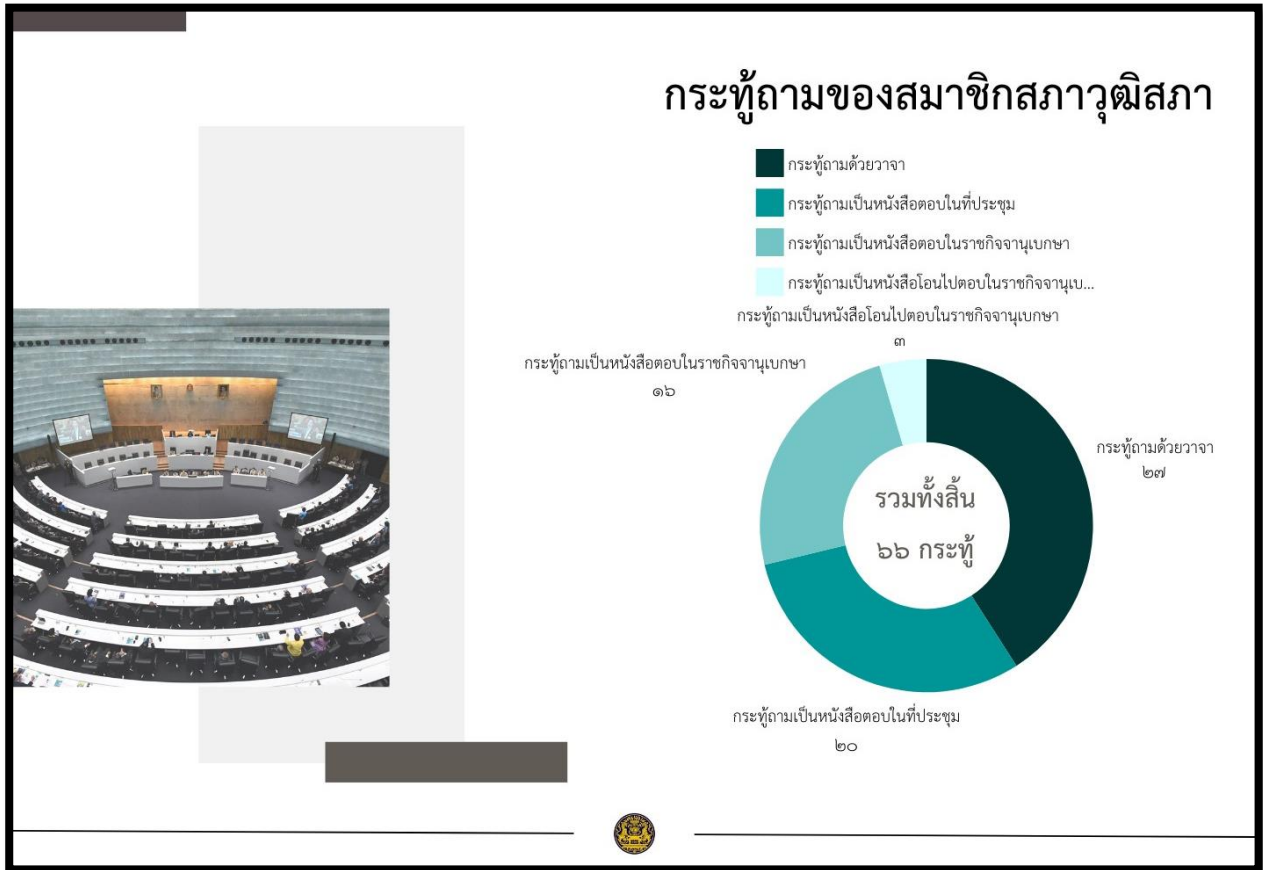 กระทู้ถามของสมาชิกสภาวุฒิสภา
กระทู้ถามด้วยวาจา
กระทู้ถามเป็นหนังสือตอบในที่ประชุม
กระทู้ถามเป็นหนังสือตอบในราชกิจจานุเบกษา
กระทู้ถามเป็นหนังสือโอนไปตอบในราชกิจจานุเบ...
กระทู้ถามเป็นหนังสือโอนไปตอบในราชกิจจานุเบกษา
๓
กระทู้ถามเป็นหนังสือตอบในราชกิจจานุเบกษา
๑๖
กระทู้ถามด้วยวาจา
๒๗
รวมทั้งสิ้น
๖๖ กระทู้
กระทู้ถามเป็นหนังสือตอบในที่ประชุม
๒๐